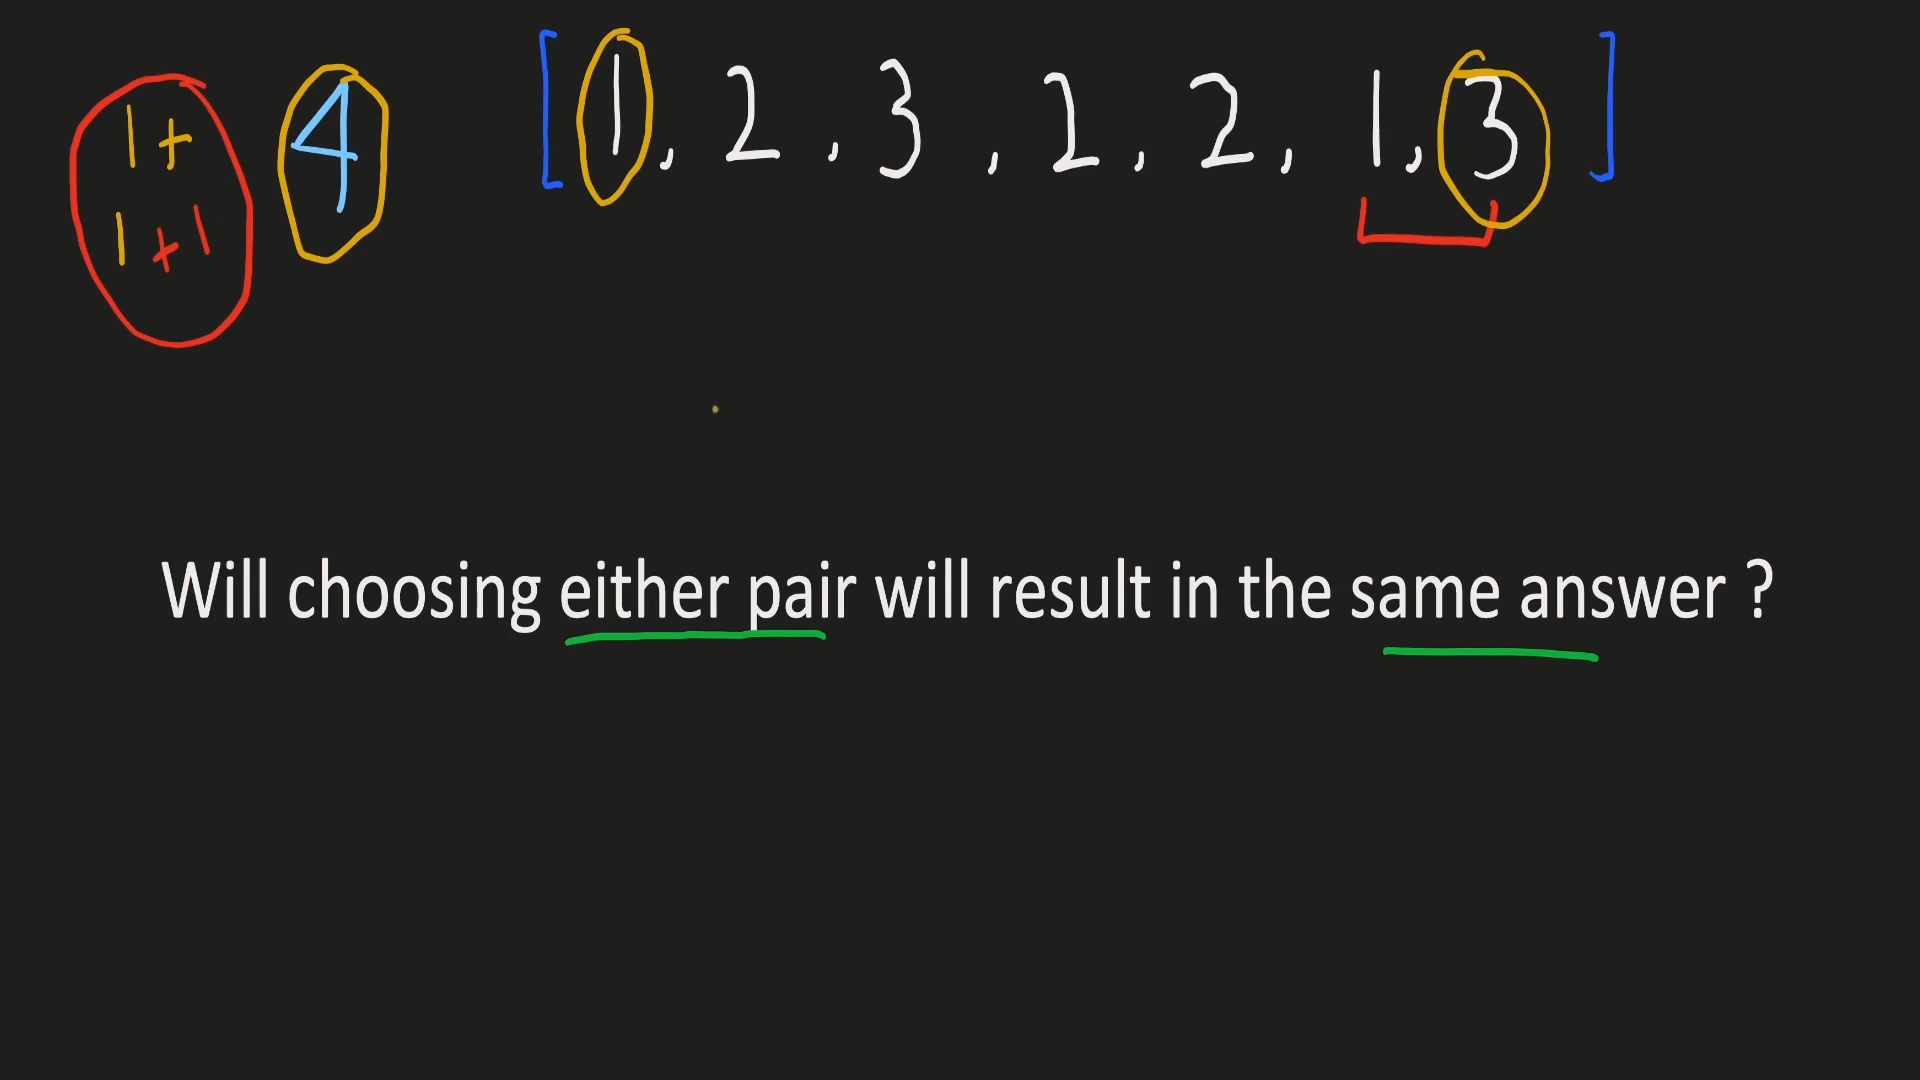 1 + 4 [ 1, 2, 3, 2, 2, 1, 3 ]
1 + 1
Will choosing either pair will result in the same answer ?